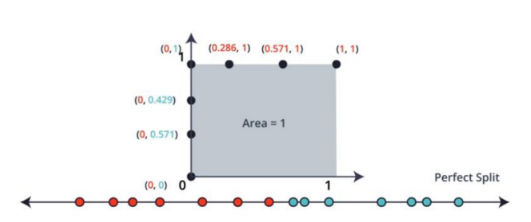 (0, 1) (0.286, 1) (0.571, 1) (1, 1)
1
(0, 0.429)
Area = 1
(0, 0.571)
(0, 0) 0 1 Perfect Split